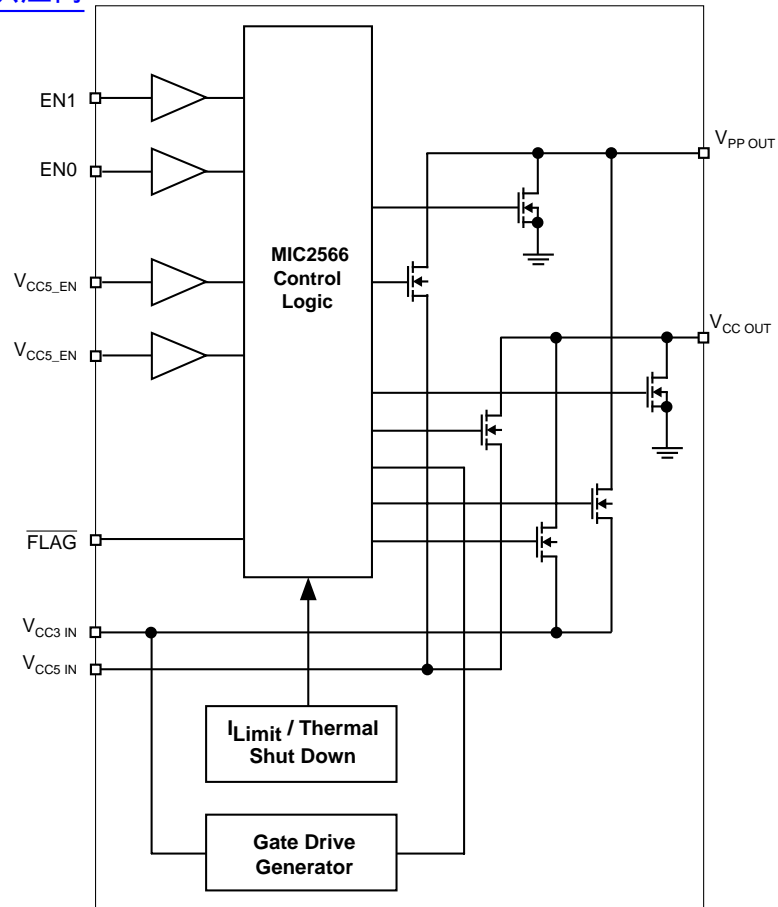 EN1
EN0
VCC5_EN
VCC5_EN
FLAG
VCC3 IN
VCC5 IN
MIC2566
Control
Logic
VPP OUT
VCC OUT
ILimit / Thermal
Shut Down
Gate Drive
Generator